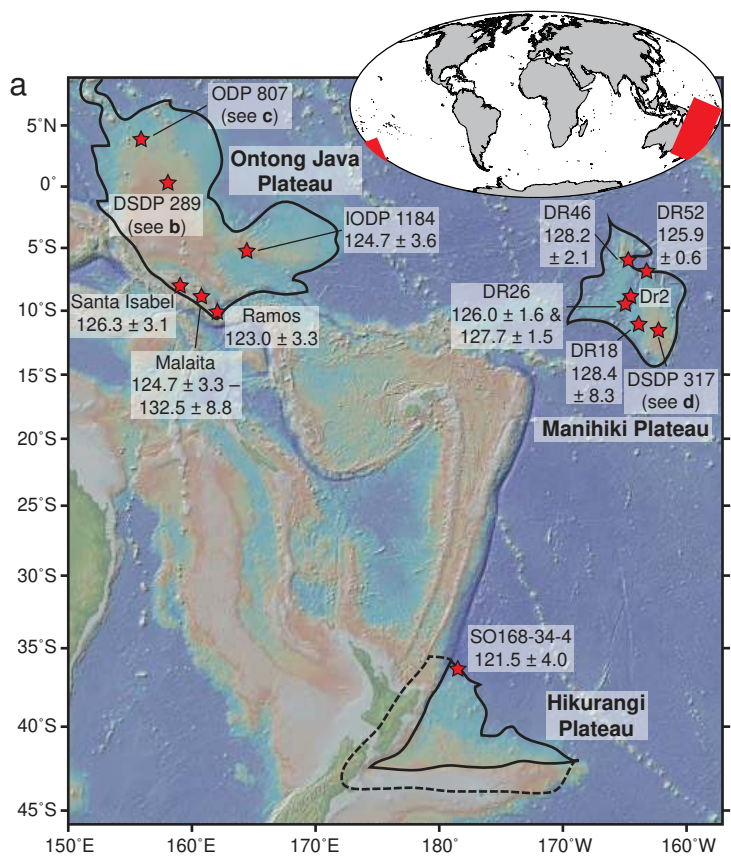 a
ODP 807
(see c)
5°N
Ontong Java
Plateau
0°
DSDP 289
(see b)
IODP 1184
124.7 ± 3.6
DR46
128.2
± 2.1
DR52
125.9
± 0.6
5°S
Santa Isabel
126.3 ± 3.1
Ramos
123.0 ± 3.3
DR26
126.0 ± 1.6 &
127.7 ± 1.5
Dr2
10°S
Malaita
124.7 ± 3.3 –
132.5 ± 8.8
DR18
128.4
± 8.3
DSDP 317
(see d)
15°S
Manihiki Plateau
20°S
25°S
30°S
35°S
SO168-34-4
121.5 ± 4.0
Hikurangi
Plateau
40°S
45°S
150°E
160°E
170°E
180°
170°W
160°W